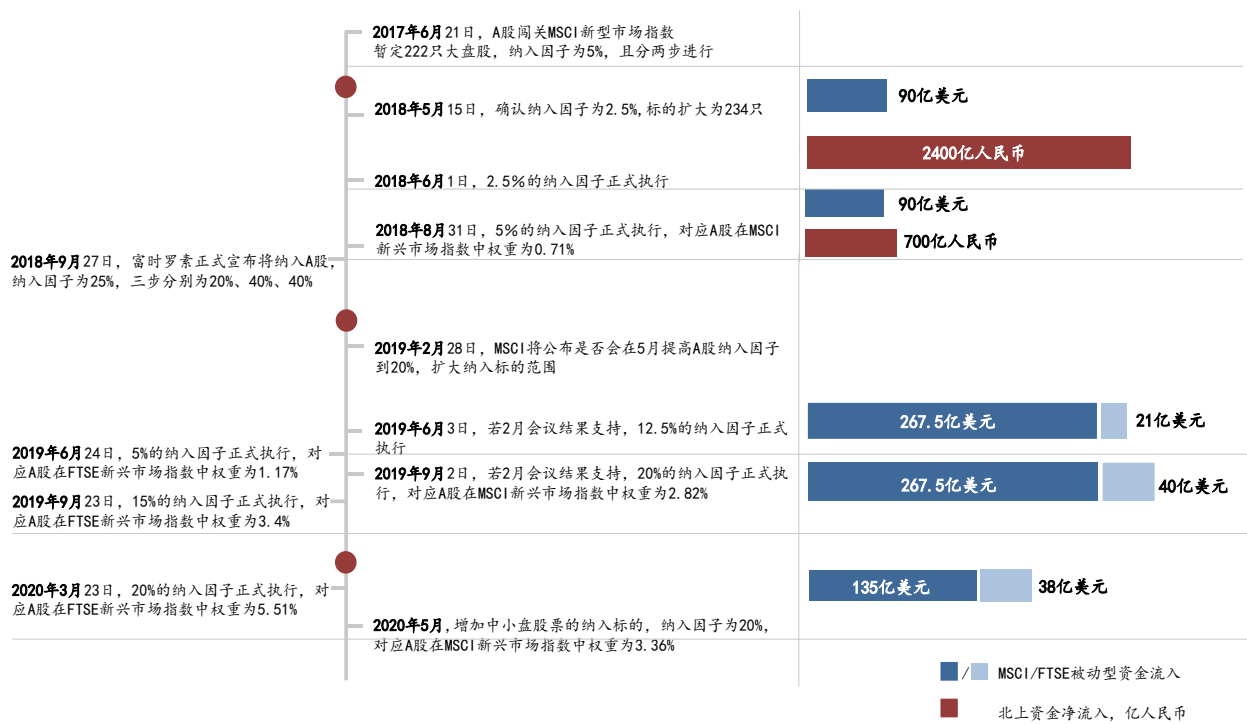 2017年6月21日，A股闯关MSCI新型市场指数
暂定222只大盘股，纳入因子为5%，且分两步进行
2018年5月15日，确认纳入因子为2.5%,标的扩大为234只
90亿美元
2400亿人民币
2018年6月1日，2.5%的纳入因子正式执行
90亿美元
2018年8月31日，5%的纳入因子正式执行，对应A股在MSCI
新兴市场指数中权重为0.71%
700亿人民币
2018年9月27日，富时罗素正式宣布将纳入A股，
纳入因子为25%，三步分别为20%、40%、40%
2019年2月28日，MSCI将公布是否会在5月提高A股纳入因子
到20%，扩大纳入标的范围
2019年6月3日，若2月会议结果支持，12.5%的纳入因子正式
执行
267.5亿美元
21亿美元
2019年6月24日，5%的纳入因子正式执行，对
应A股在FTSE新兴市场指数中权重为1.17%
2019年9月2日，若2月会议结果支持，20%的纳入因子正式执
行，对应A股在MSCI新兴市场指数中权重为2.82%
267.5亿美元
40亿美元
2019年9月23日，15%的纳入因子正式执行，对
应A股在FTSE新兴市场指数中权重为3.4%
2020年3月23日，20%的纳入因子正式执行，对
应A股在FTSE新兴市场指数中权重为5.51%
135亿美元
38亿美元
2020年5月,增加中小盘股票的纳入标的，纳入因子为20%，
对应A股在MSCI新兴市场指数中权重为3.36%
/
MSCI/FTSE被动型资金流入
北上资金净流入，亿人民币